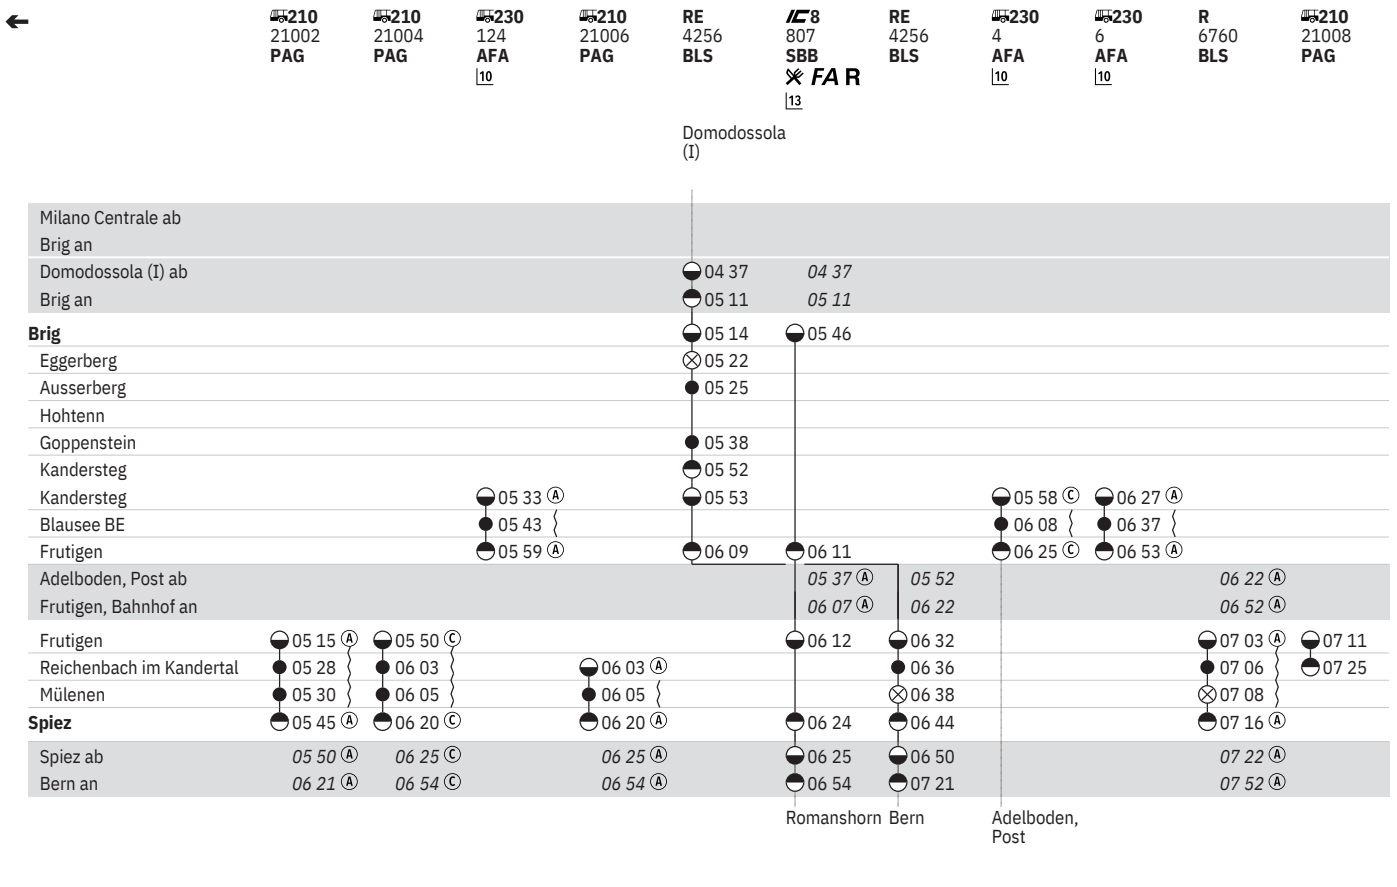 210 210 230 210 RE IC8 RE 230 230 R 210
21002 21004 124 21006 4256 807 4256 4 6 6760 21008
PAG PAG AFA PAG BLS SBB BLS AFA AFA BLS PAG
10 FA R 10 10
13
Domodossola
(I)
Milano Centrale ab
Brig an
Domodossola (I) ab 04 37 04 37
Brig an 05 11 05 11
Brig 05 14 05 46
Eggerberg 05 22
Ausserberg 05 25
Hohtenn
Goppenstein 05 38
Kandersteg 05 52
Kandersteg 05 33 Ⓐ 05 53 05 58 Ⓒ 06 27 Ⓐ
Blausee BE 05 43 06 08 06 37
Frutigen 05 59 Ⓐ 06 09 06 11 06 25 Ⓒ 06 53 Ⓐ
Adelboden, Post ab 05 37 Ⓐ 05 52 06 22 Ⓐ
Frutigen, Bahnhof an 06 07 Ⓐ 06 22 06 52 Ⓐ
Frutigen 05 15 Ⓐ 05 50 Ⓒ 06 12 06 32 07 03 Ⓐ 07 11
Reichenbach im Kandertal 05 28 06 03 06 03 Ⓐ 06 36 07 06 07 25
Mülenen 05 30 06 05 06 05 06 38 07 08
Spiez 05 45 Ⓐ 06 20 Ⓒ 06 20 Ⓐ 06 24 06 44 07 16 Ⓐ
Spiez ab 05 50 Ⓐ 06 25 Ⓒ 06 25 Ⓐ 06 25 06 50 07 22 Ⓐ
Bern an 06 21 Ⓐ 06 54 Ⓒ 06 54 Ⓐ 06 54 07 21 07 52 Ⓐ
Romanshorn Bern Adelboden,
Post